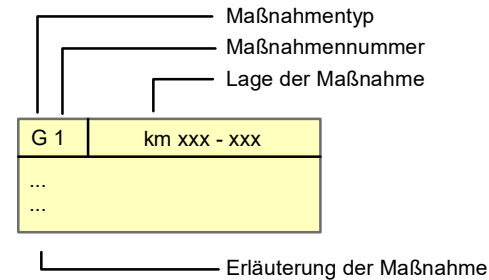 Maßnahmentyp
Maßnahmennummer
Lage der Maßnahme
G 1 km xxx - xxx
...
...
Erläuterung der Maßnahme